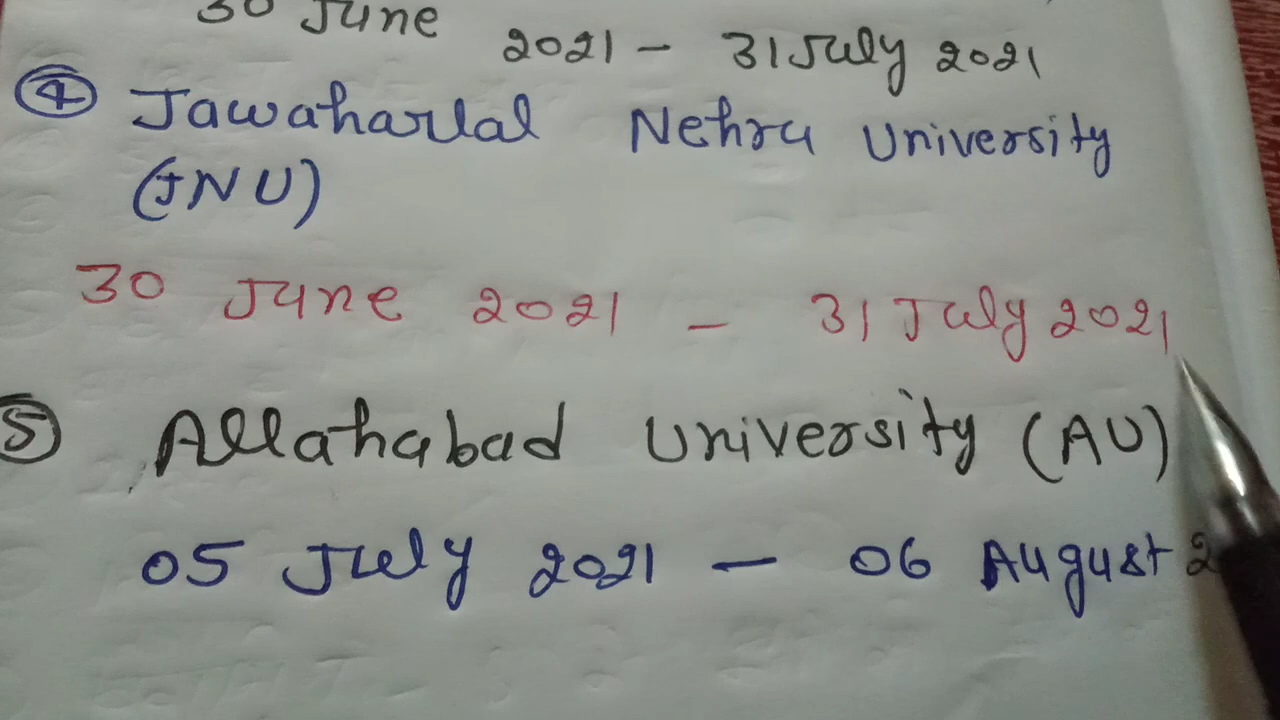 30 June 2021 - 31 July 2021
④ Jawaharlal Nehru University
(JNU)
30 June 2021 - 31 July 2021
⑤ Allahabad University (AU)
05 July 2021 - 06 August 2